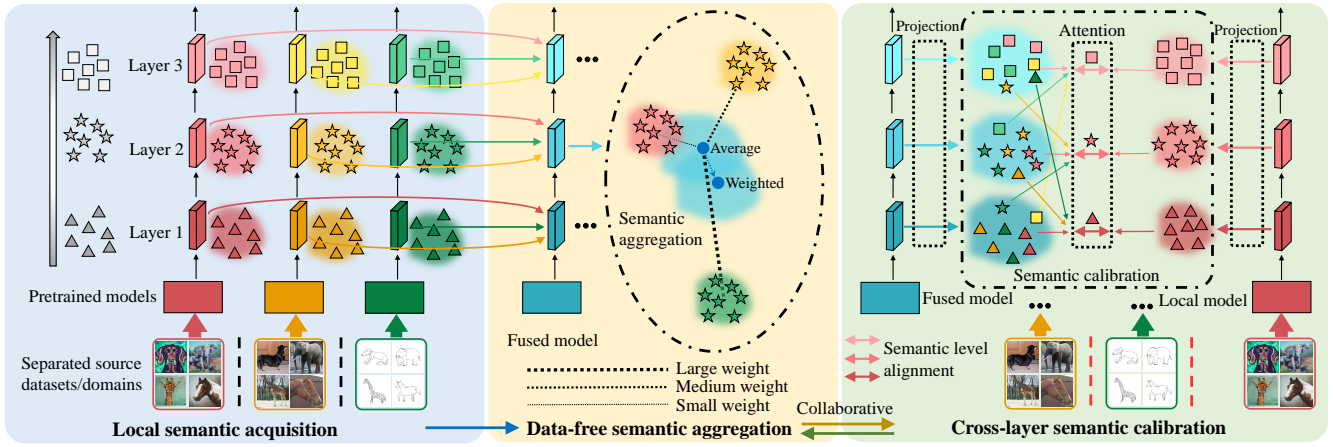 Layer 3
Layer 2
Layer 1
Pretrained models
Separated source
datasets/domains
Local semantic acquisition
Average
Weighted
Semantic
aggregation
Fused model
Large weight
Medium weight
Small weight
Data-free semantic aggregation
Collaborative
Projection
Attention
Projection
Semantic calibration
Fused model
Local model
Semantic level
alignment
Cross-layer semantic calibration